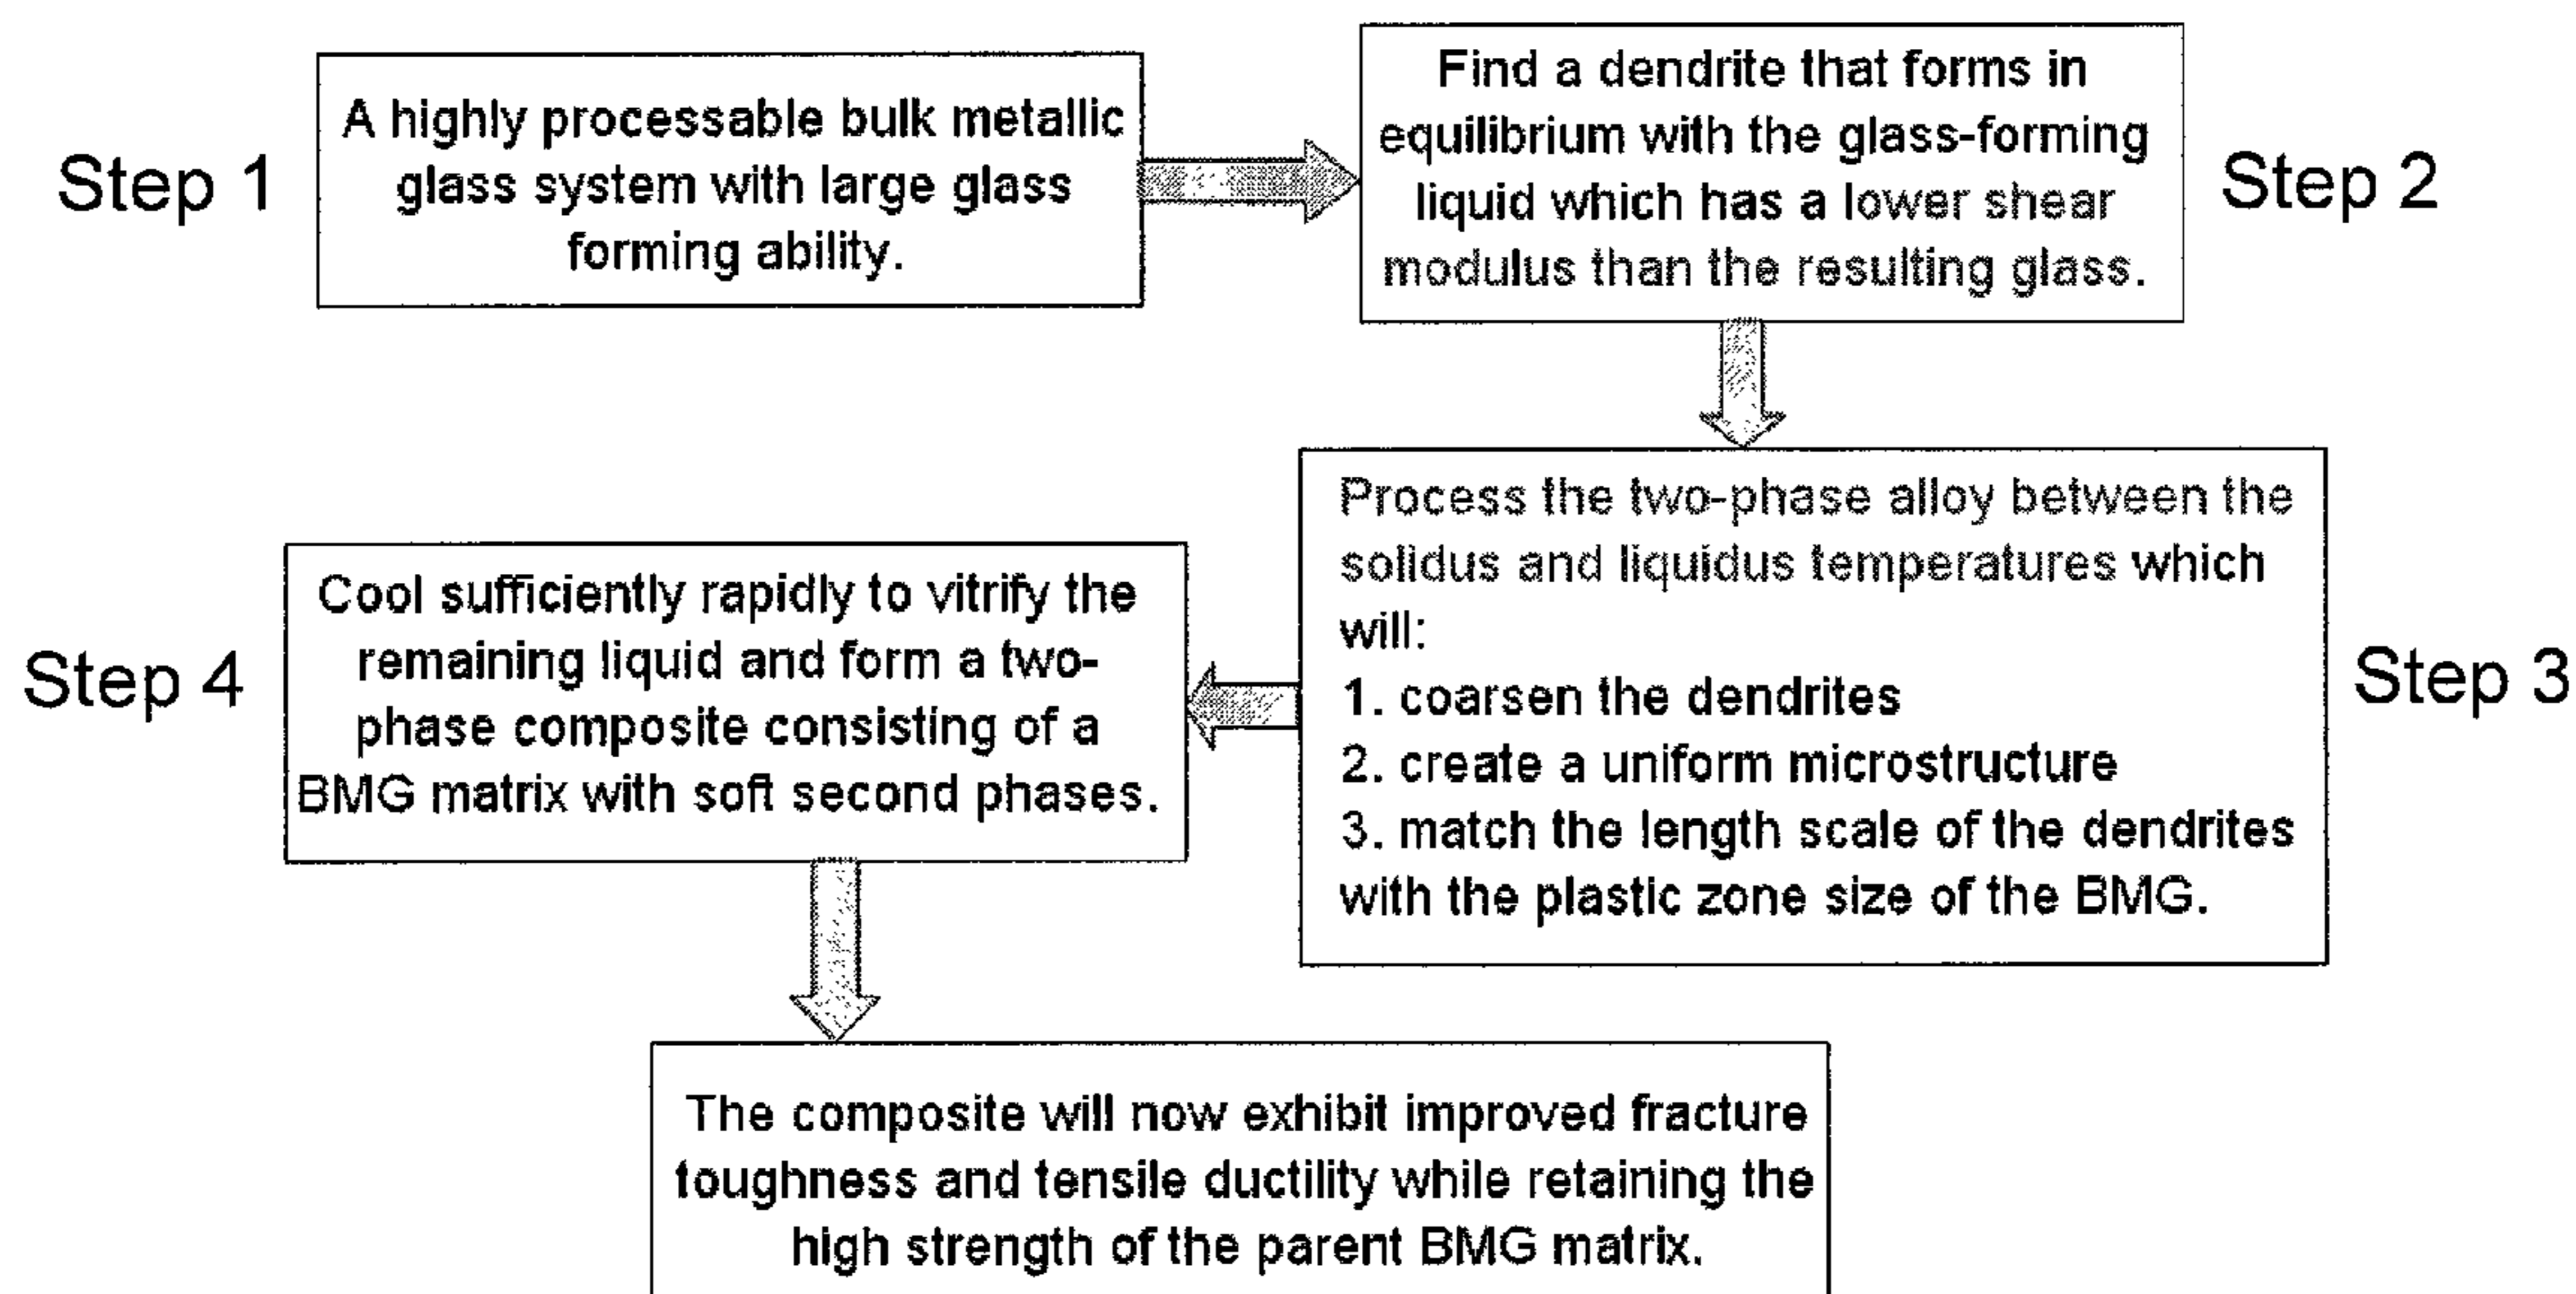 Step 1
A highly processable bulk metallic
glass system with large glass
forming ability.
Find a dendrite that forms in
equilibrium with the glass-forming
liquid which has a lower shear
modulus than the resulting glass.
Step 2
Process the two-phase alloy between the
solidus and liquidus temperatures which
will:
1. coarsen the dendrites
2. create a uniform microstructure
3. match the length scale of the dendrites
with the plastic zone size of the BMG.
Step 3
Step 4
Cool sufficiently rapidly to vitrify the
remaining liquid and form a two-
phase composite consisting of a
BMG matrix with soft second phases.
The composite will now exhibit improved fracture
toughness and tensile ductility while retaining the
high strength of the parent BMG matrix.